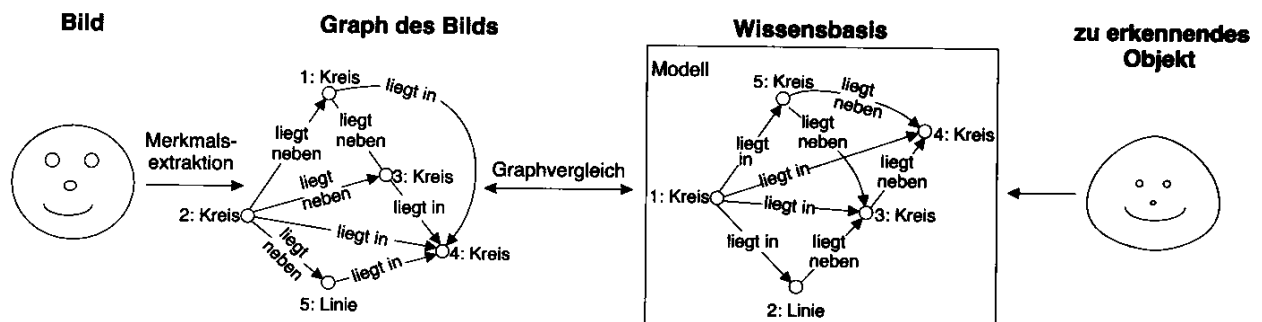 Bild
Graph des Bilds
Wissensbasis
zu erkennendes
Objekt
Merkmals-
extraktion
1: Kreis
liegt in
liegt
neben
liegt
neben
3: Kreis
liegt
neben
liegt in
2: Kreis
liegt in
4: Kreis
liegt
neben
liegt in
5: Linie
Graphvergleich
Modell
5: Kreis
liegt
neben
liegt
neben
4: Kreis
liegt
in
liegt in
liegt
neben
1: Kreis
liegt in
3: Kreis
liegt in
liegt
neben
2: Linie